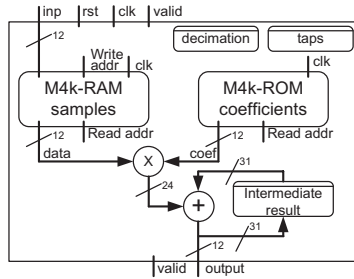 inp rst clk valid
12
decimation taps
Write
addr clk clk
M4k-RAM
samples
M4k-ROM
coefficients
12 Read addr 12 Read addr
data X coef
31
24
+
Intermediate
result
12 31
valid output